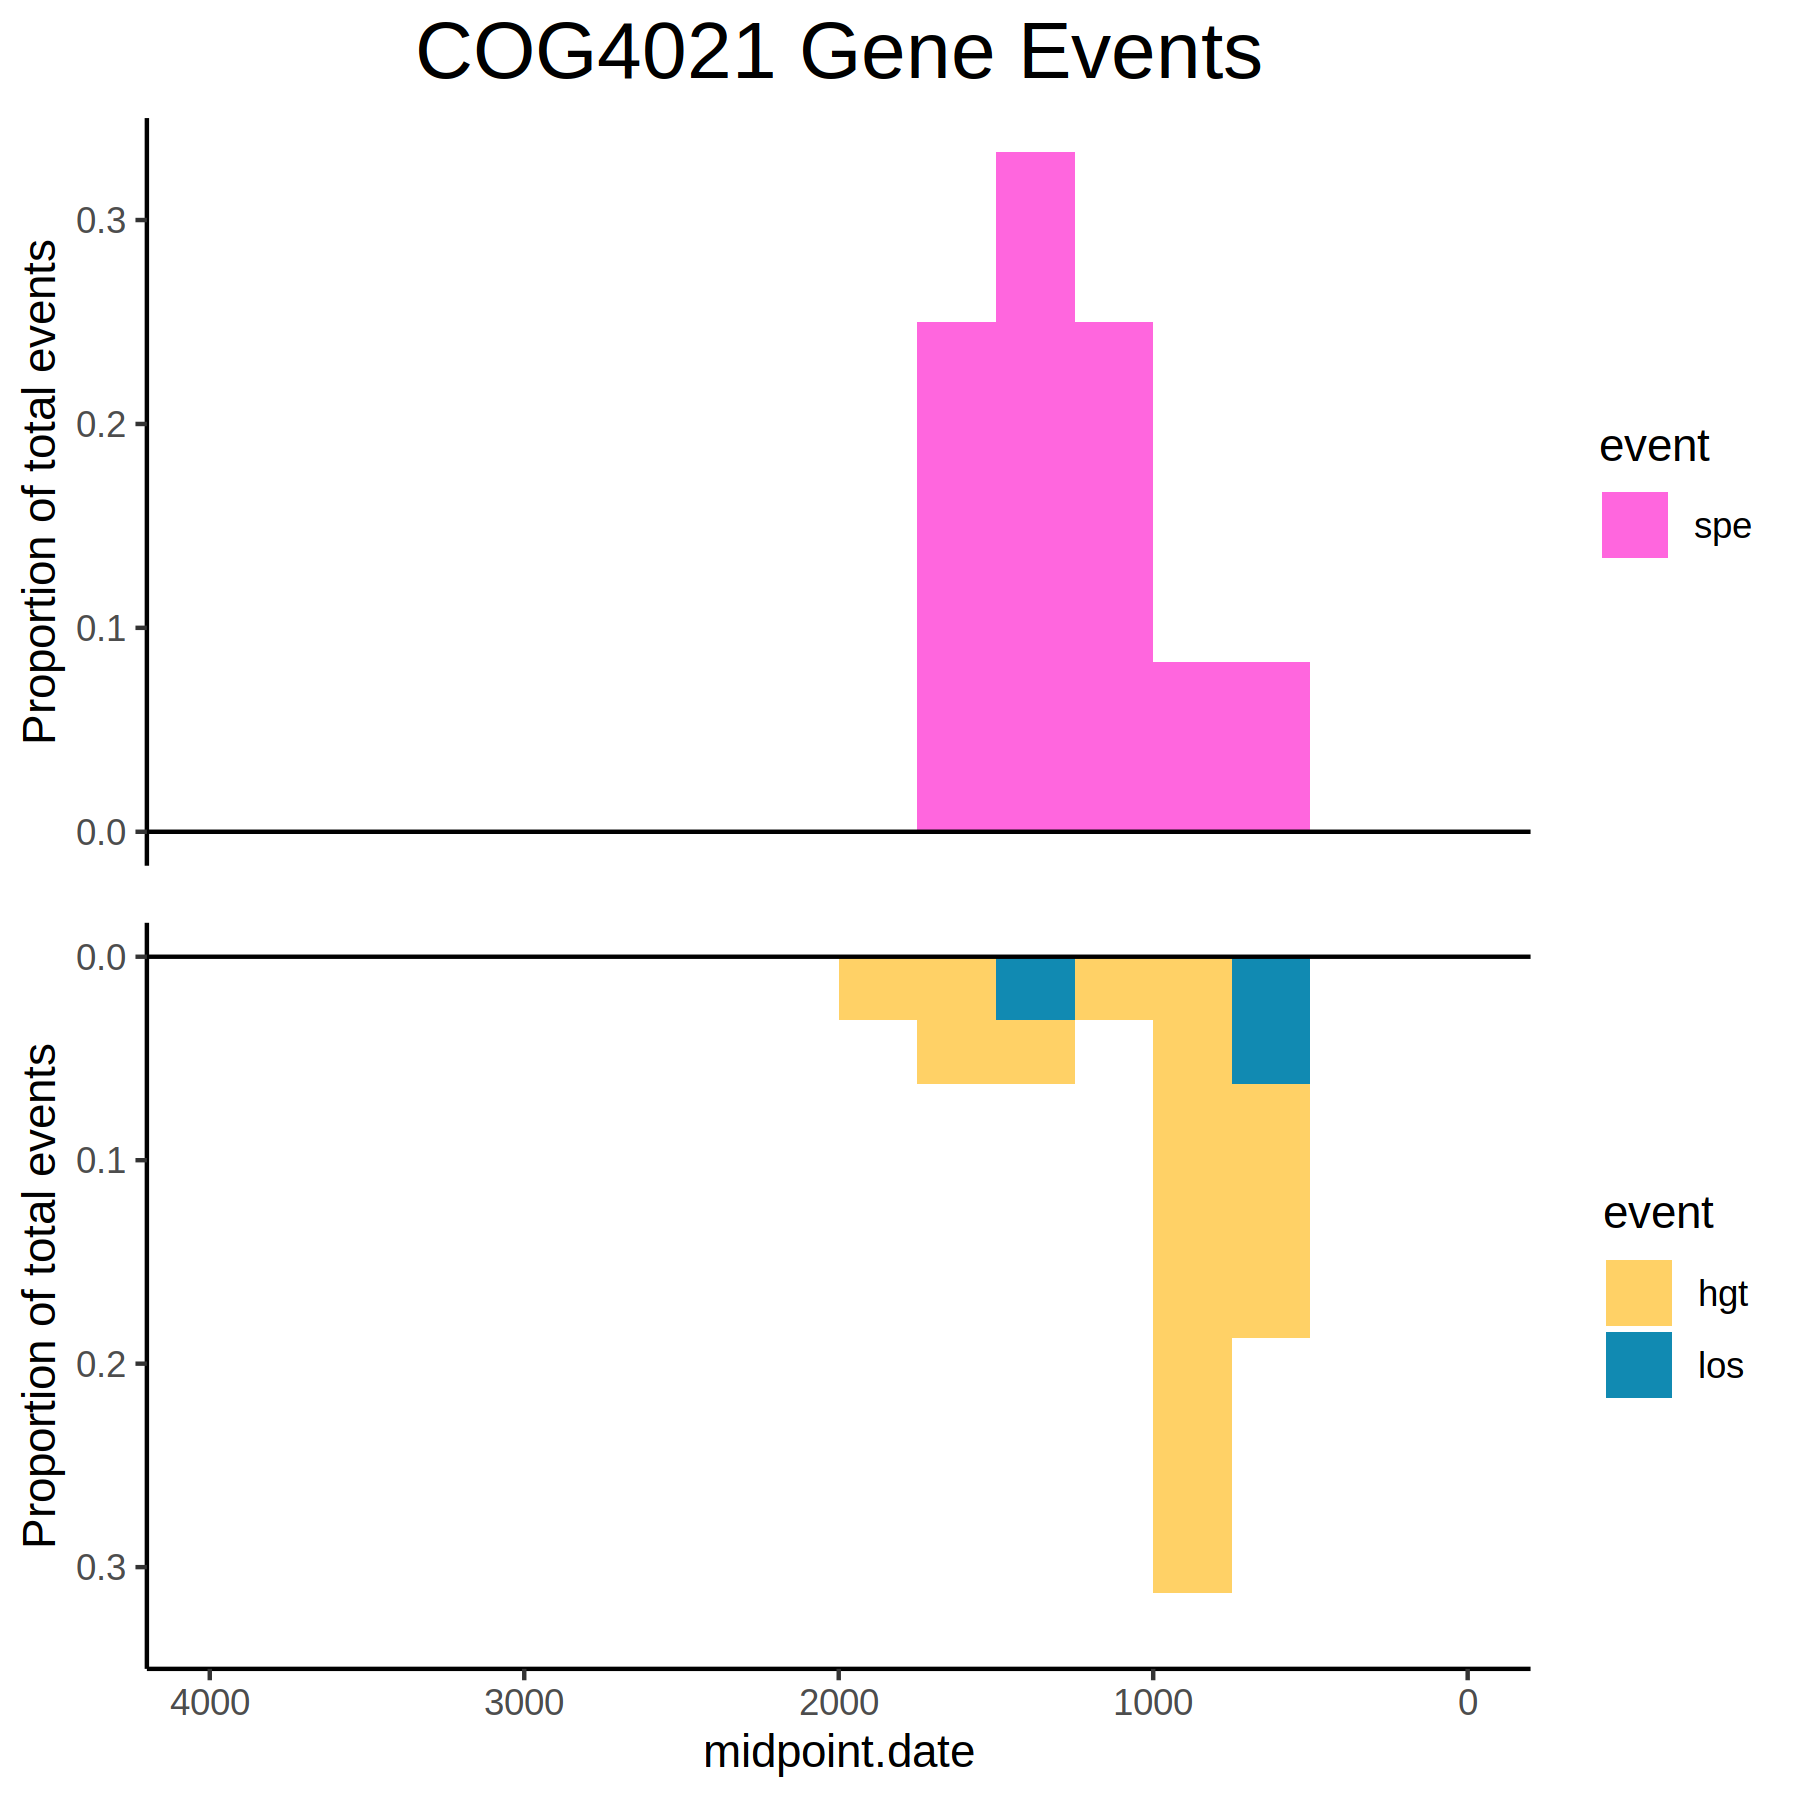 COG4021 Gene Events
Proportion of total events
0.3
0.2
0.1
0.0
event
spe
Proportion of total events
0.0
0.1
0.2
0.3
event
hgt
los
4000 3000 2000 1000 0
midpoint.date